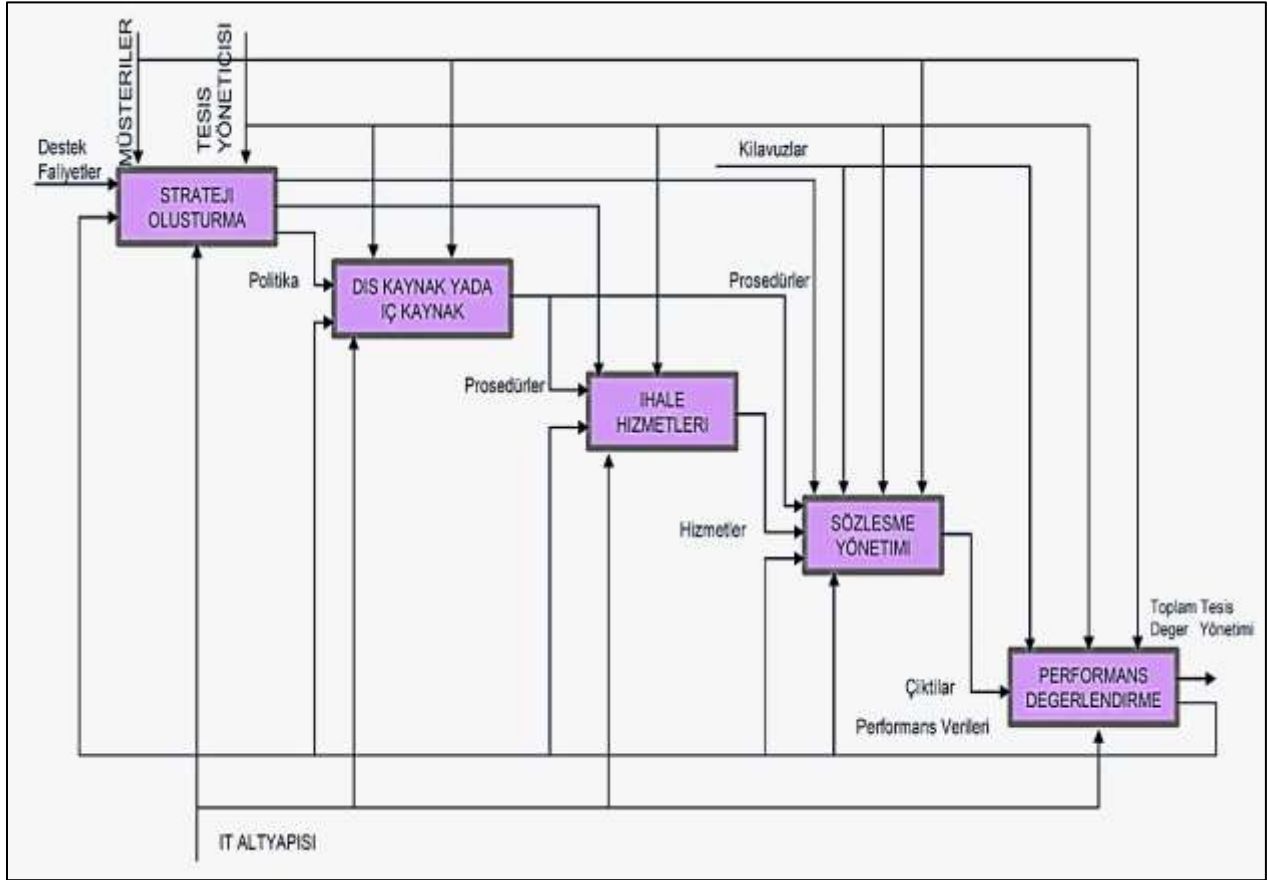 MÜSTERILER
TESIS
YÖNETICISI
Destek
Faliyetler
Kilavuzlar
STRATEJI
OLUSTURMA
Politika
DIS KAYNAK YADA
IÇ KAYNAK
Prosedürler
Prosedürler
IHALE
HIZMETLERI
Hizmetler
SÖZLESME
YÖNETIMI
Toplam Tesis
Deger Yönetimi
PERFORMANS
DEGERLENDIRME
Çiktilar
Performans Verileri
IT ALTYAPISI